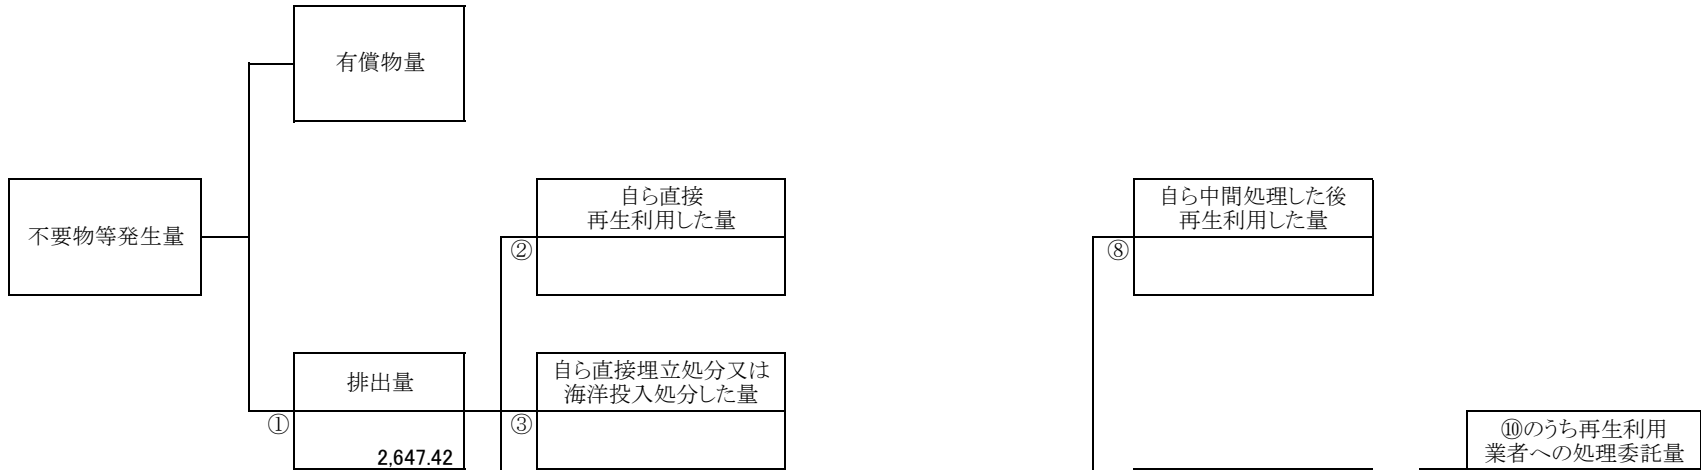 有償物量
不要物等発生量
自ら直接
再生利用した量
②
自ら中間処理した後
再生利用した量
⑧
排出量
①
2,647.42
自ら直接埋立処分又は
海洋投入処分した量
③
⑩のうち再生利用
業者への処理委託量